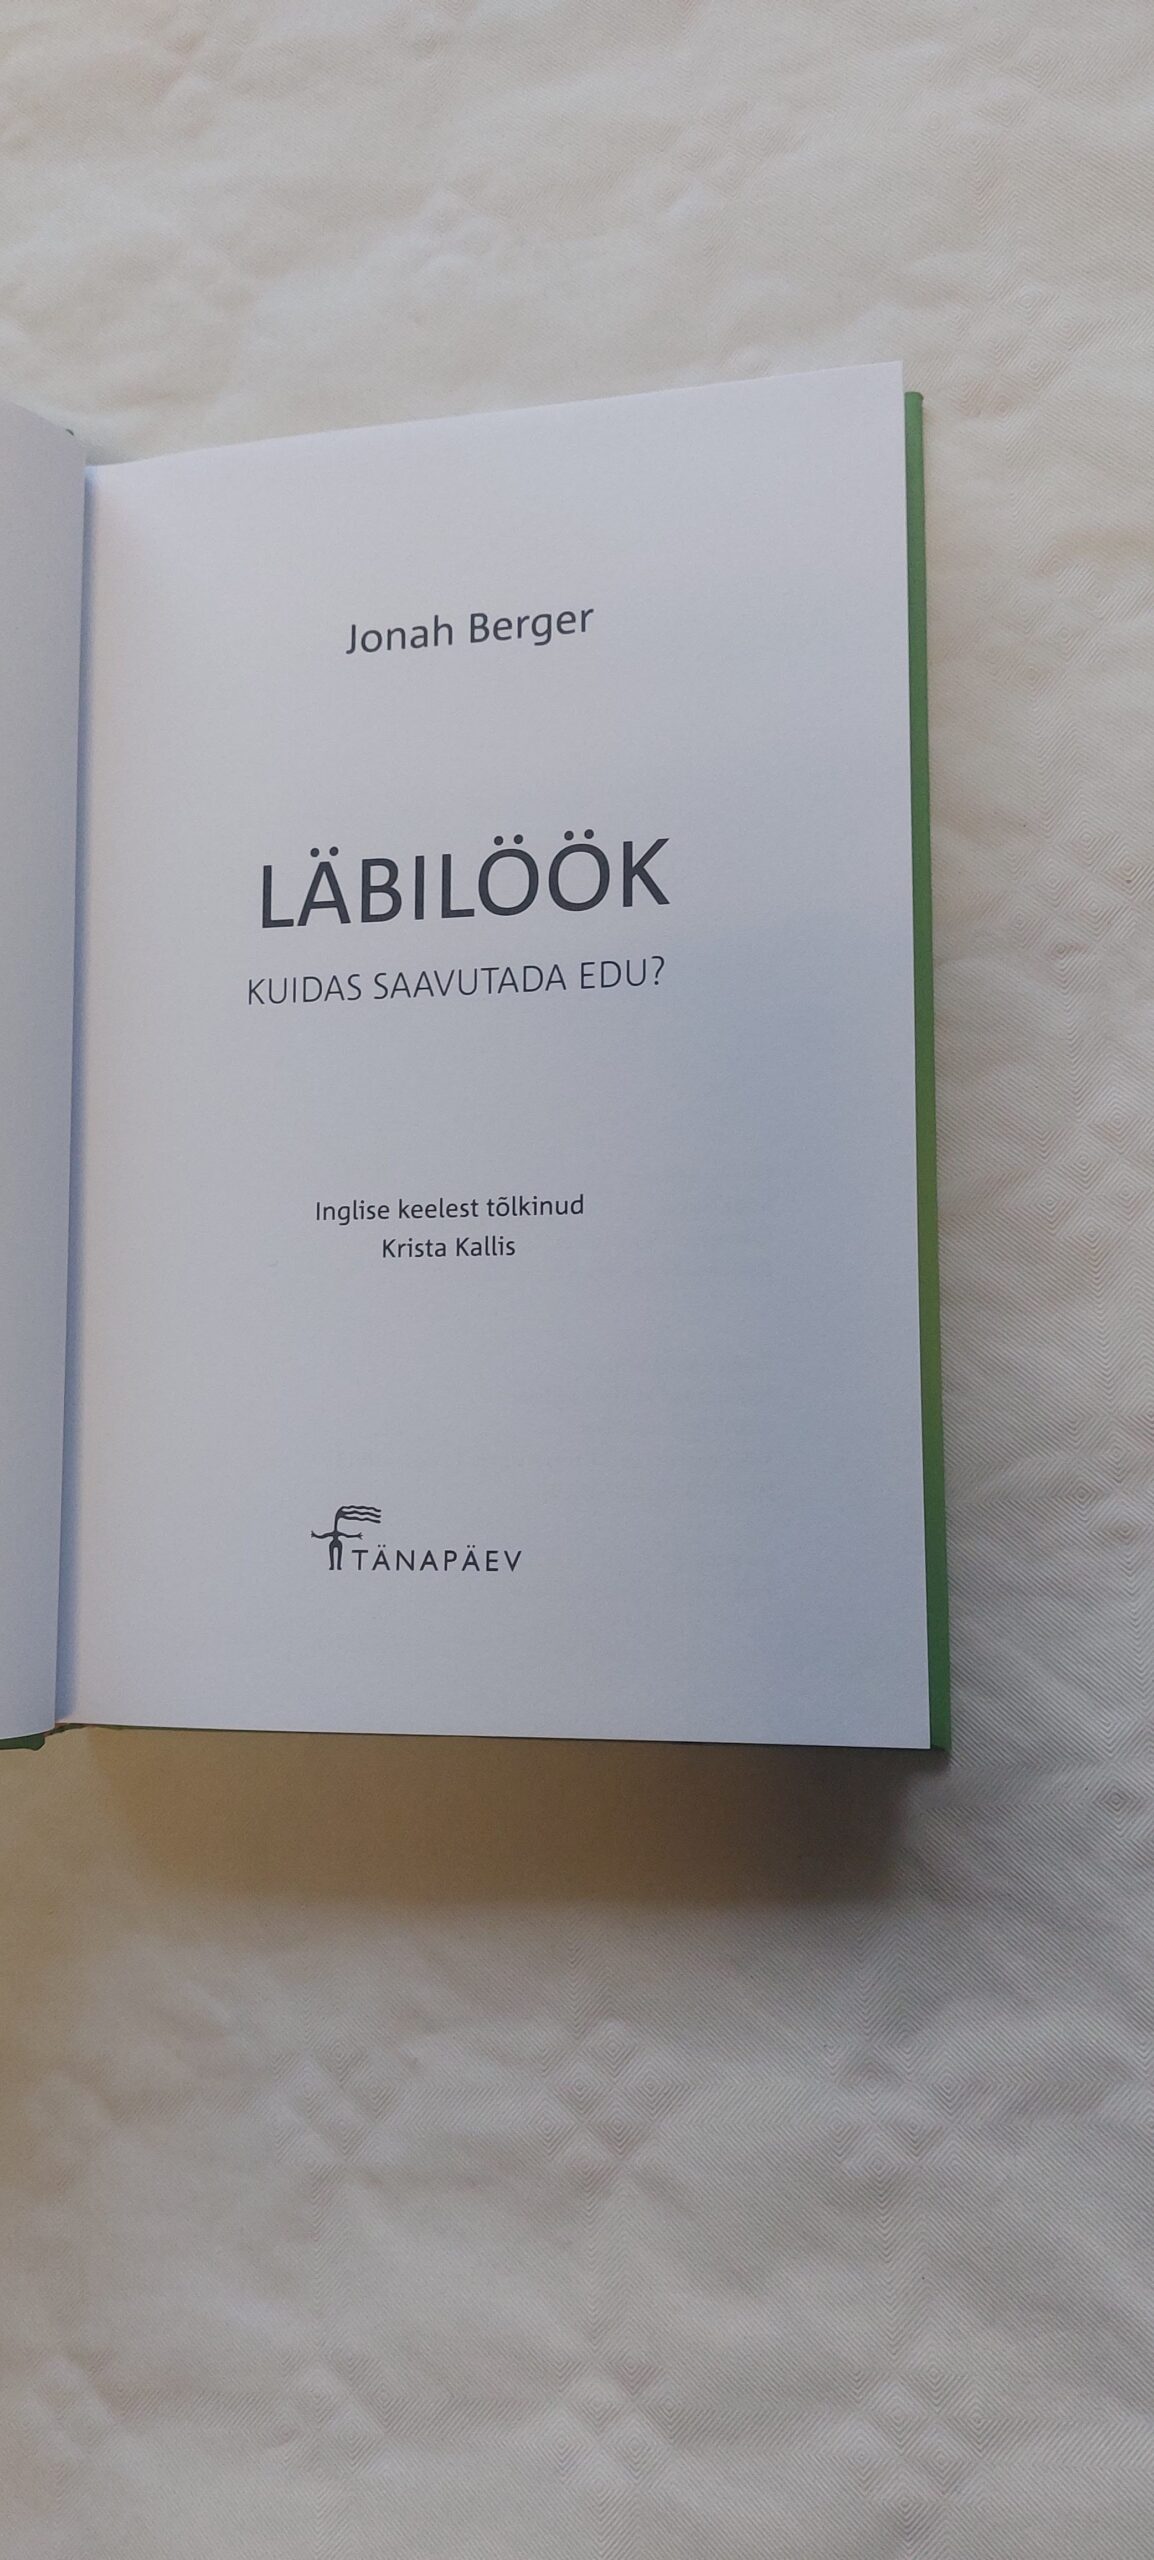 Jonah Berger
LÄBILÖÖK
KUIDAS SAAVUTADA EDU?
Inglise keelest tõlkinud
Krista Kallis
TÄNAPÄEV